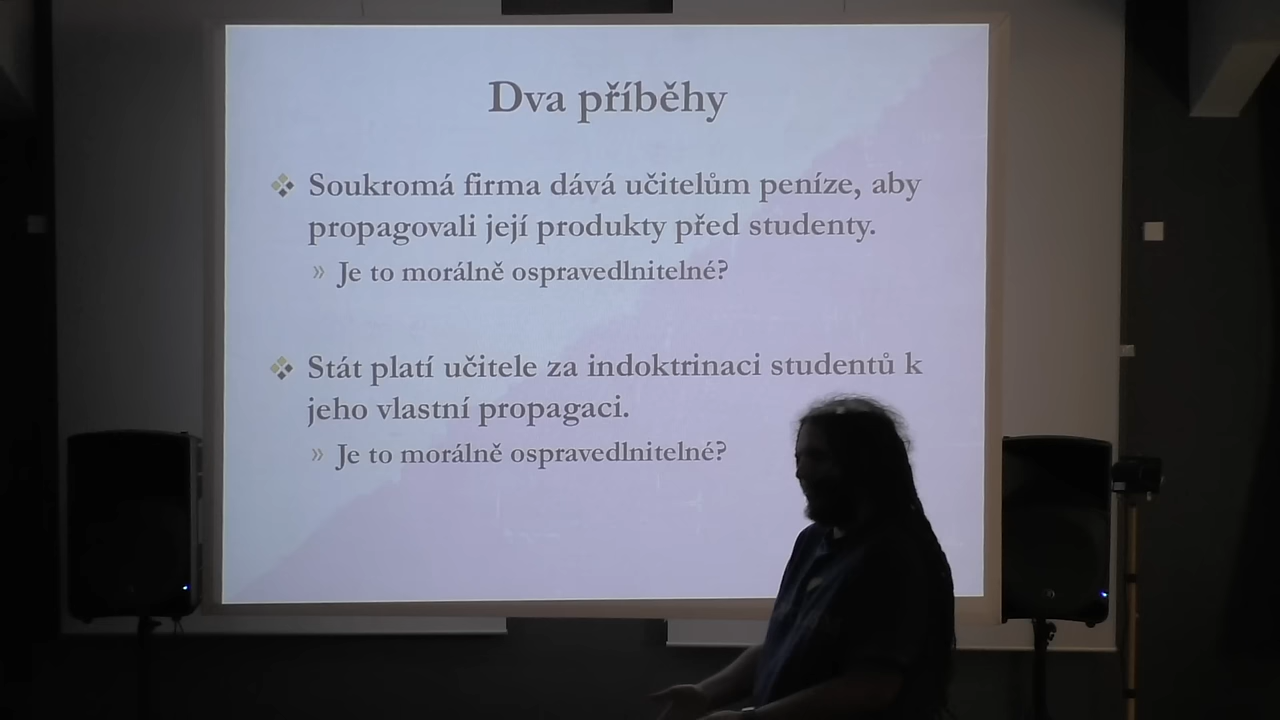 Dva příběhy
Soukromá firma dává učitelům peníze, aby
propagovali její produkty před studenty.
» Je to morálně ospravedlnitelné?
Stát platí učitele za indoktrinaci studentů k
jeho vlastní propagaci.
» Je to morálně ospravedlnitelné?